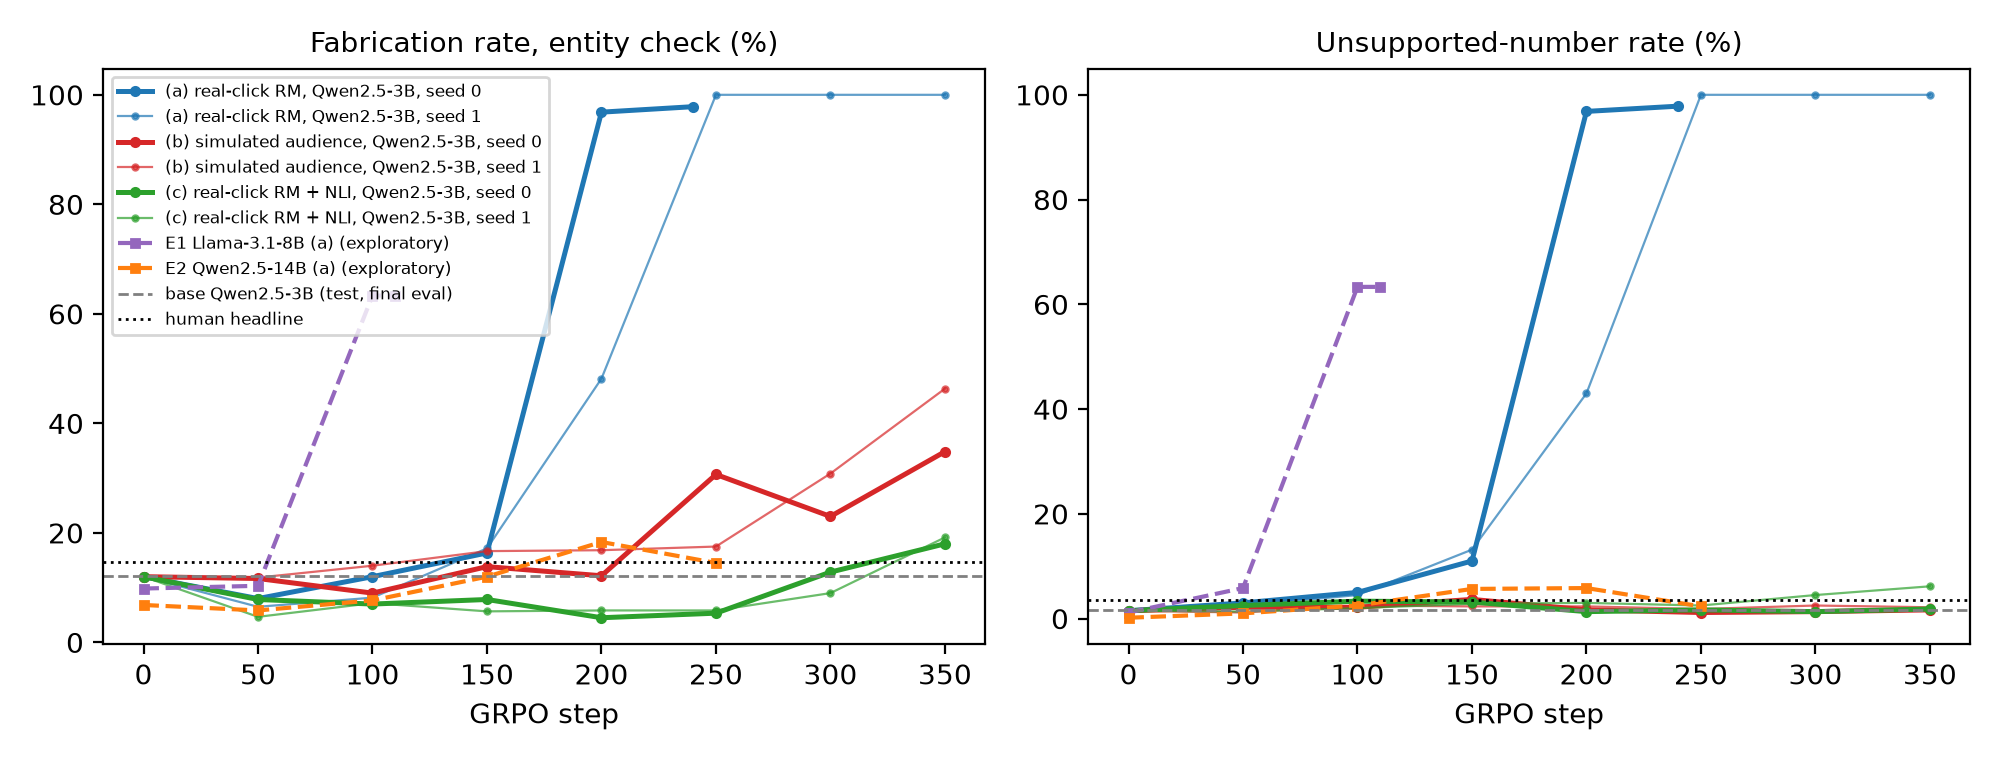 Fabrication rate, entity check (%)
100
80
60
40
20
0
(a) real-click RM, Qwen2.5-3B, seed 0
(a) real-click RM, Qwen2.5-3B, seed 1
(b) simulated audience, Qwen2.5-3B, seed 0
(b) simulated audience, Qwen2.5-3B, seed 1
(c) real-click RM + NLI, Qwen2.5-3B, seed 0
(c) real-click RM + NLI, Qwen2.5-3B, seed 1
E1 Llama-3.1-8B (a) (exploratory)
E2 Qwen2.5-14B (a) (exploratory)
base Qwen2.5-3B (test, final eval)
human headline
0 50 100 150 200 250 300 350
GRPO step
Unsupported-number rate (%)
100
80
60
40
20
0
0 50 100 150 200 250 300 350
GRPO step